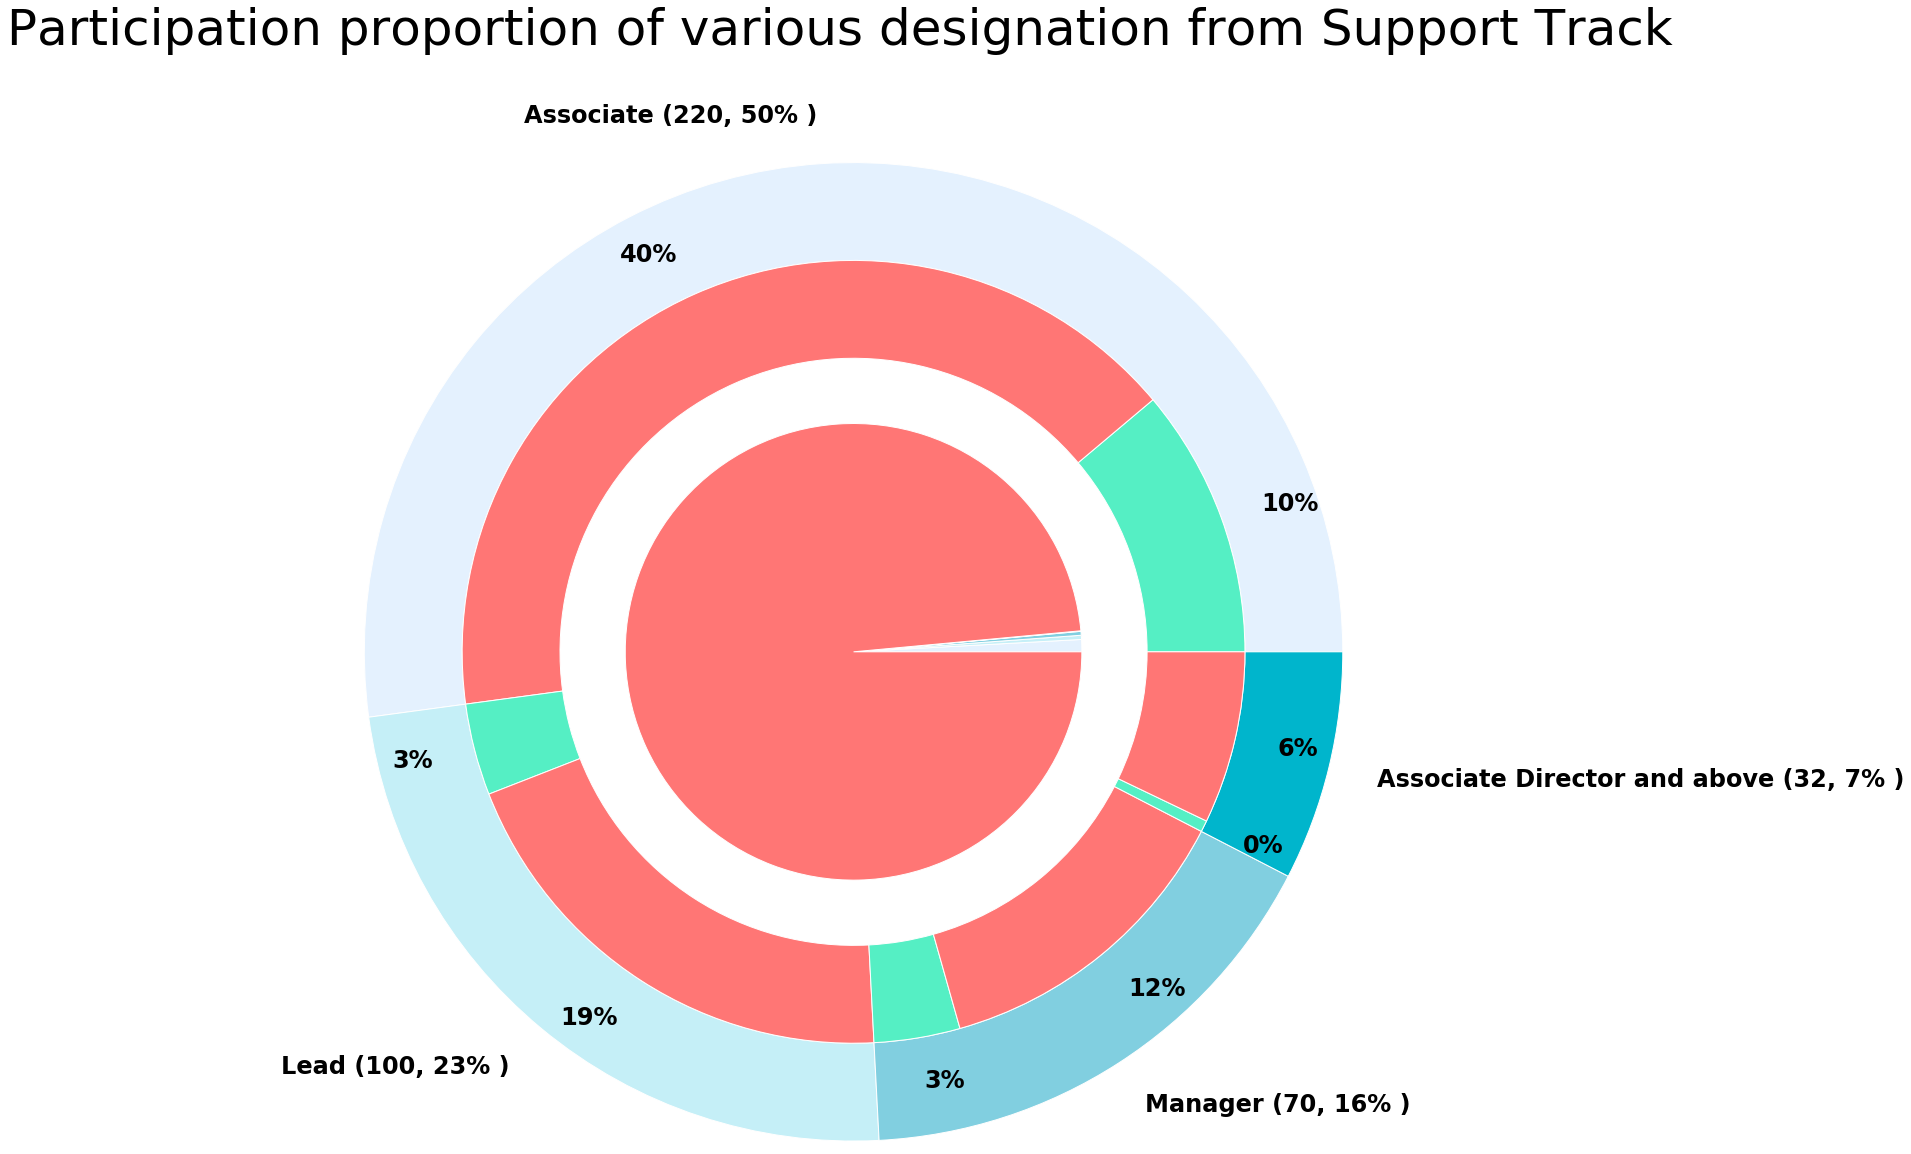 Participation proportion of various designation from Support Track
Associate (220, 50% )
40%
10%
3%
6%
Associate Director and above (32, 7% )
0%
12%
19%
Lead (100, 23% )
3%
Manager (70, 16% )